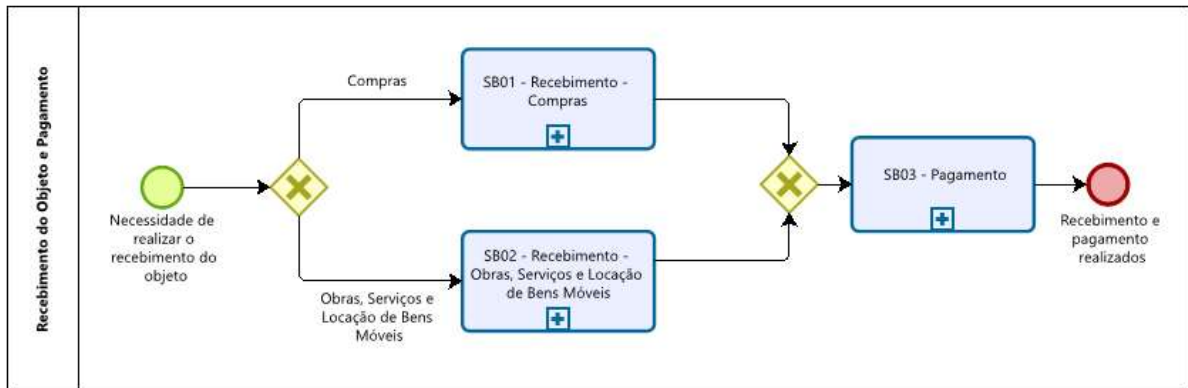 Recebimento do Objeto e Pagamento
Necessidade de
realizar o
recebimento do
objeto
Compras
SB01 - Recebimento -
Compras
Obras, Serviços e
Locação de Bens
Móveis
SB02 - Recebimento -
Obras, Serviços e Locação
de Bens Móveis
SB03 - Pagamento
Recebimento e
pagamento
realizados